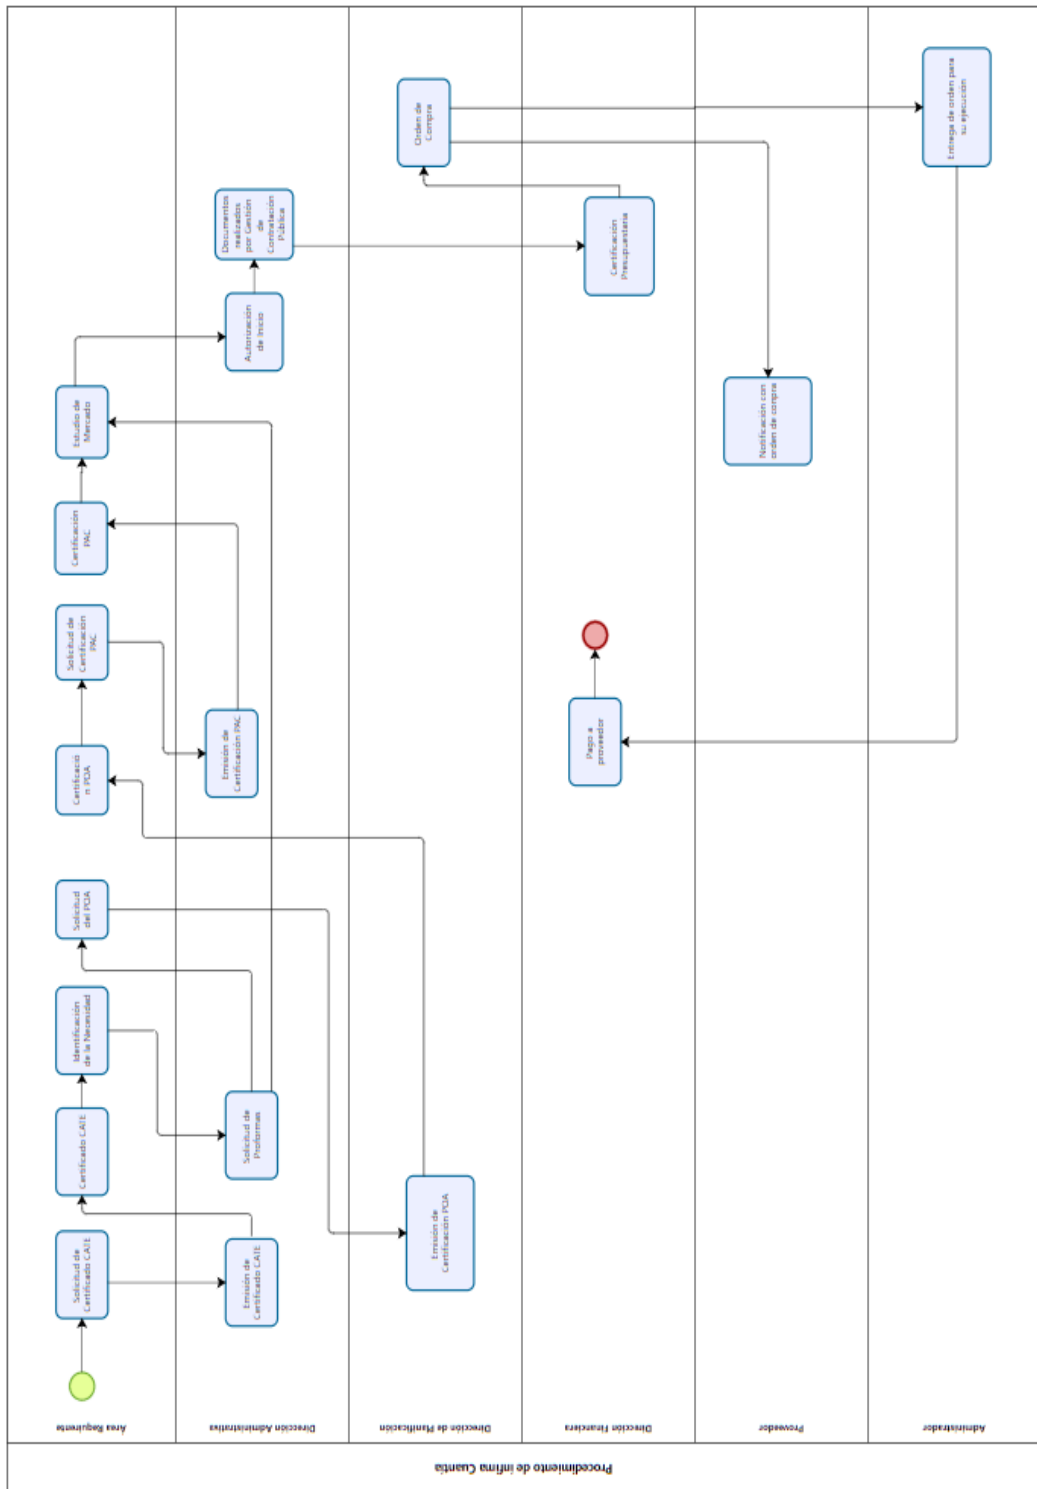 Procedimiento de ínfima Cuantía
Área Requirente
Solicitud de
Certificado CATE
Certificado CATE
Identificación
de la Necesidad
Solicitud
del POA
Certificació
n POA
Solicitud de
Certificación
PAC
Certificación
PAC
Estudio de
Mercado
Dirección Administrativa
Emisión de
Certificado CATE
Solicitud de
Proformas
Emisión de
Certificación PAC
Autorización
de Inicio
Documentos
realizados
por Gestión
de
Contratación
Pública
Dirección de Planificación
Emisión de
Certificación POA
Orden de
Compra
Dirección Financiera
Pago a
proveedor
Certificación
Presupuestaria
Proveedor
Notificación con
orden de compra
Administrador
Entrega de orden para
su ejecución